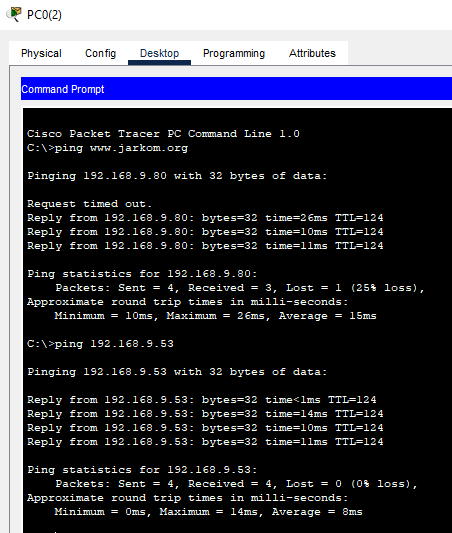 PC0(2)
Physical Config Desktop Programming Attributes
Command Prompt
Cisco Packet Tracer PC Command Line 1.0
C:\>ping www.jarkom.org
Pinging 192.168.9.80 with 32 bytes of data:
Request timed out.
Reply from 192.168.9.80: bytes=32 time=26ms TTL=124
Reply from 192.168.9.80: bytes=32 time=10ms TTL=124
Reply from 192.168.9.80: bytes=32 time=11ms TTL=124
Ping statistics for 192.168.9.80:
Packets: Sent = 4, Received = 3, Lost = 1 (25% loss),
Approximate round trip times in milli-seconds:
Minimum = 10ms, Maximum = 26ms, Average = 15ms
C:\>ping 192.168.9.53
Pinging 192.168.9.53 with 32 bytes of data:
Reply from 192.168.9.53: bytes=32 time<1ms TTL=124
Reply from 192.168.9.53: bytes=32 time=14ms TTL=124
Reply from 192.168.9.53: bytes=32 time=10ms TTL=124
Reply from 192.168.9.53: bytes=32 time=11ms TTL=124
Ping statistics for 192.168.9.53:
Packets: Sent = 4, Received = 4, Lost = 0 (0% loss),
Approximate round trip times in milli-seconds:
Minimum = 0ms, Maximum = 14ms, Average = 8ms